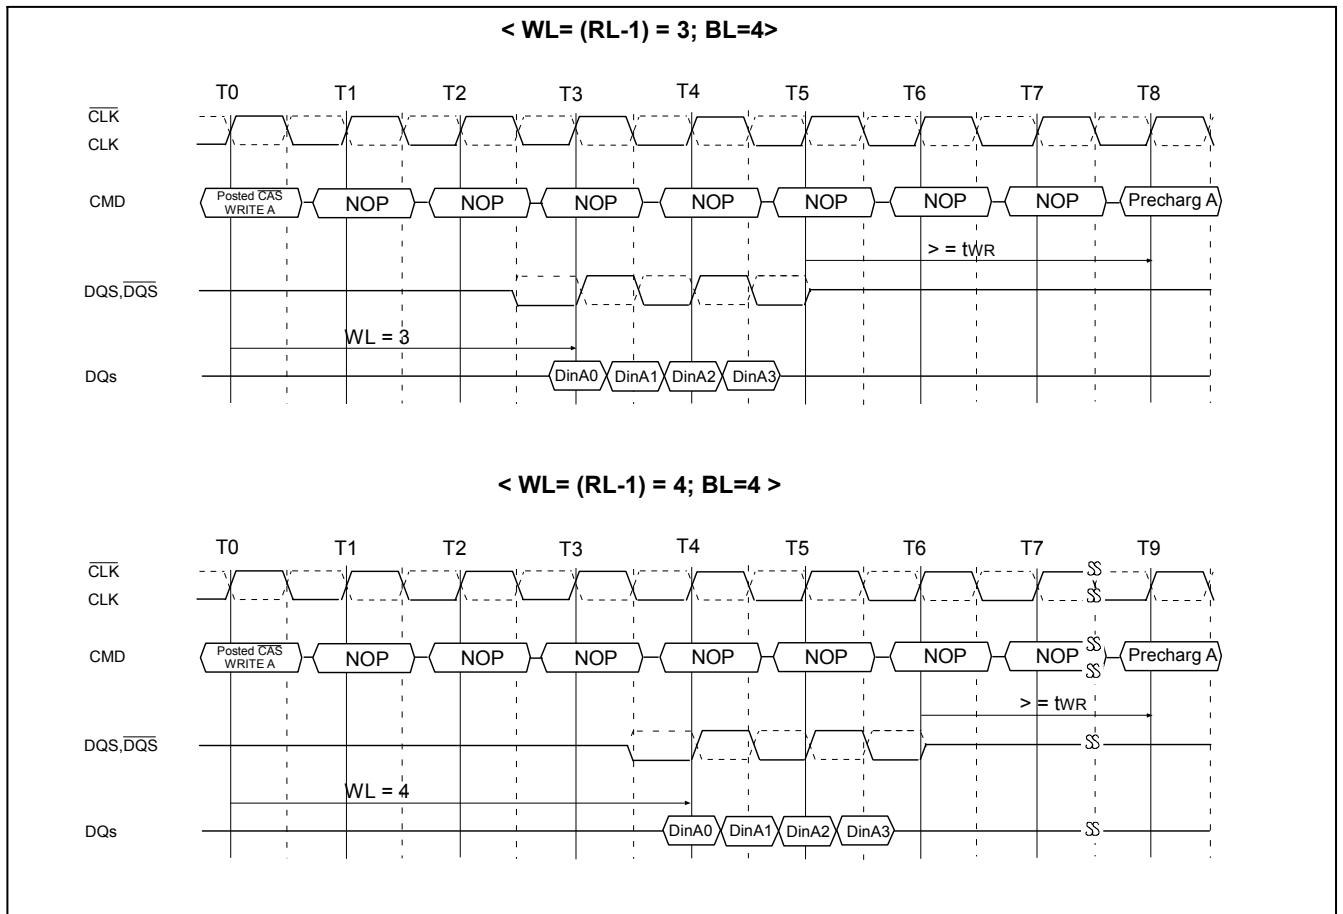 < WL= (RL-1) = 3; BL=4>
T0 T1 T2 T3 T4 T5 T6 T7 T8
CLK
CLK
CMD Posted CAS WRITE A NOP NOP NOP NOP NOP NOP NOP Precharg A
> = tWR
DQS,DQS
WL = 3
DQs DinA0 DinA1 DinA2 DinA3
< WL= (RL-1) = 4; BL=4 >
T0 T1 T2 T3 T4 T5 T6 T7 T9
CLK
CLK
CMD Posted CAS WRITE A NOP NOP NOP NOP NOP NOP NOP Precharg A
> = tWR
DQS,DQS
WL = 4
DQs DinA0 DinA1 DinA2 DinA3